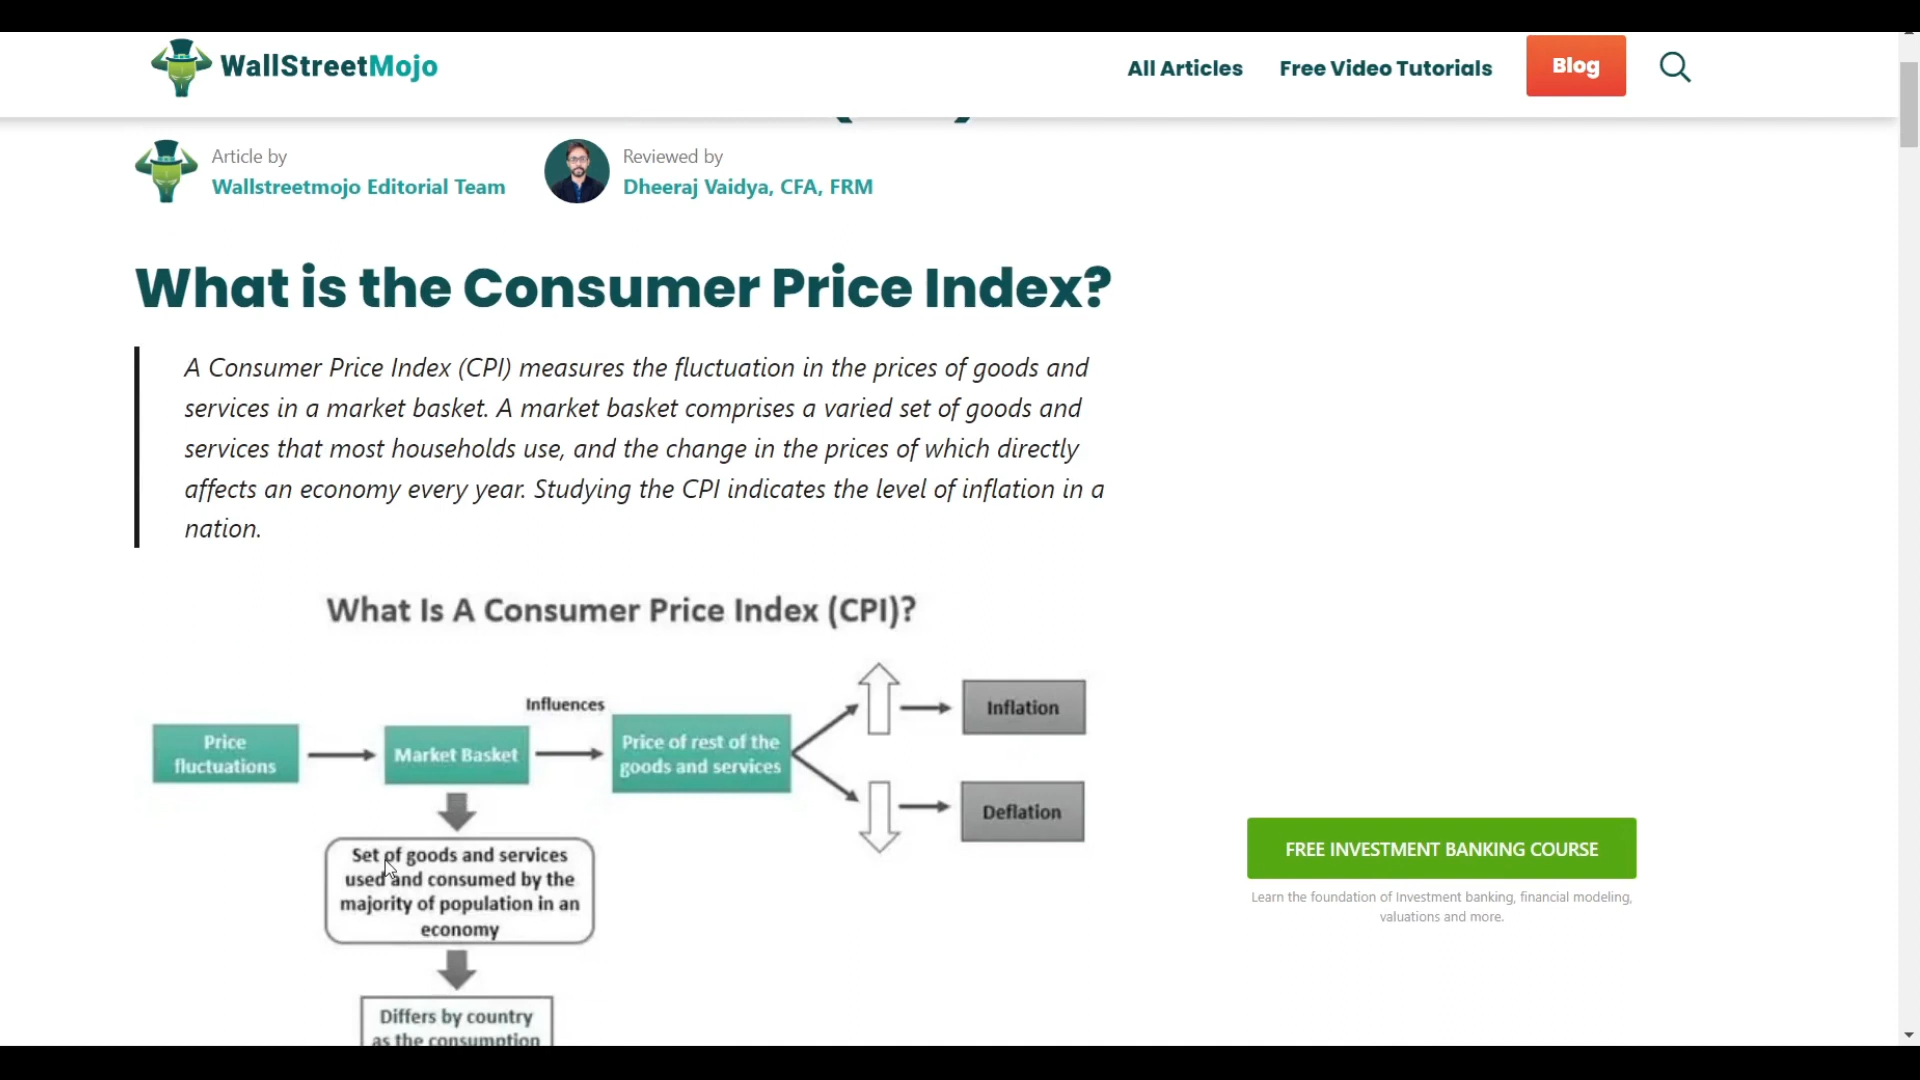 WallStreetMojo
All Articles
Free Video Tutorials
Blog
Article by
Wallstreetmojo Editorial Team
Reviewed by
Dheeraj Vaidya, CFA, FRM
What is the Consumer Price Index?
A Consumer Price Index (CPI) measures the fluctuation in the prices of goods and
services in a market basket. A market basket comprises a varied set of goods and
services that most households use, and the change in the prices of which directly
affects an economy every year. Studying the CPI indicates the level of inflation in a
nation.
What Is A Consumer Price Index (CPI)?
Price
fluctuations
Market Basket
Influences
Price of rest of the
goods and services
Inflation
Deflation
Set of goods and services
used and consumed by the
majority of population in an
economy
Differs by country
as the consumption
FREE INVESTMENT BANKING COURSE
Learn the foundation of Investment banking, financial modeling,
valuations and more.